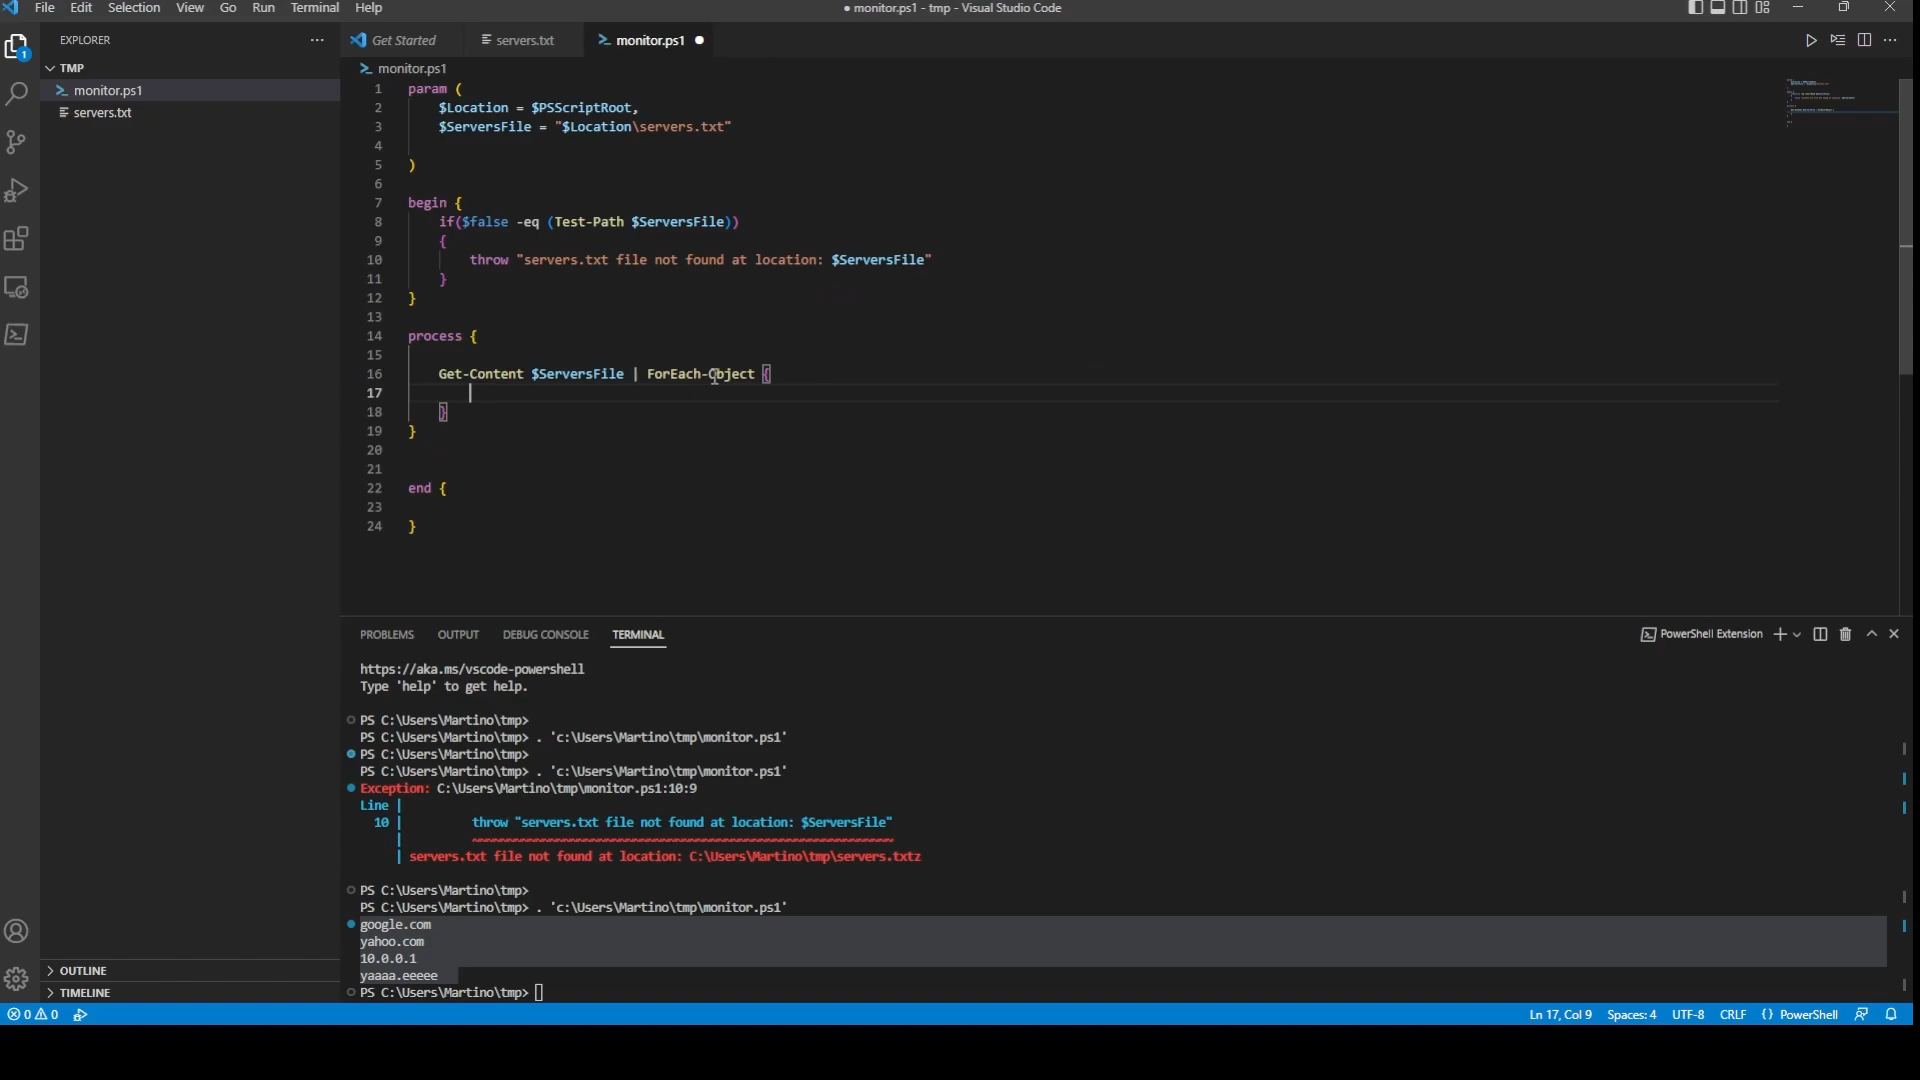 File Edit Selection View Go Run Terminal Help
● monitor.ps1 - tmp - Visual Studio Code
EXPLORER
TMP
monitor.ps1
servers.txt
OUTLINE
TIMELINE
1
Get Started
servers.txt
monitor.ps1
monitor.ps1
1 param (
2 $Location = $PSScriptRoot,
3 $ServersFile = "$Location\servers.txt"
4
5 )
6
7 begin {
8 if($false -eq (Test-Path $ServersFile))
9 {
10 throw "servers.txt file not found at location: $ServersFile"
11 }
12 }
13
14 process {
15
16 Get-Content $ServersFile | ForEach-Object {
17
18 }
19 }
20
21
22 end {
23
24 }
PROBLEMS OUTPUT DEBUG CONSOLE TERMINAL
PowerShell Extension
https://aka.ms/vscode-powershell
Type 'help' to get help.
PS C:\Users\Martino\tmp>
PS C:\Users\Martino\tmp> . 'c:\Users\Martino\tmp\monitor.ps1'
PS C:\Users\Martino\tmp>
PS C:\Users\Martino\tmp> . 'c:\Users\Martino\tmp\monitor.ps1'
Exception: C:\Users\Martino\tmp\monitor.ps1:10:9
Line |
10 | throw "servers.txt file not found at location: $ServersFile"
| ~~~~~~~~~~~~~~~~~~~~~~~~~~~~~~~~~~~~~~~~~~~~~~~~~~~~~~~~~~~~
| servers.txt file not found at location: C:\Users\Martino\tmp\servers.txtz
PS C:\Users\Martino\tmp>
PS C:\Users\Martino\tmp> . 'c:\Users\Martino\tmp\monitor.ps1'
google.com
yahoo.com
10.0.0.1
yaaaa.eeeee
PS C:\Users\Martino\tmp>
0 0
Ln 17, Col 9 Spaces: 4 UTF-8 CRLF {} PowerShell